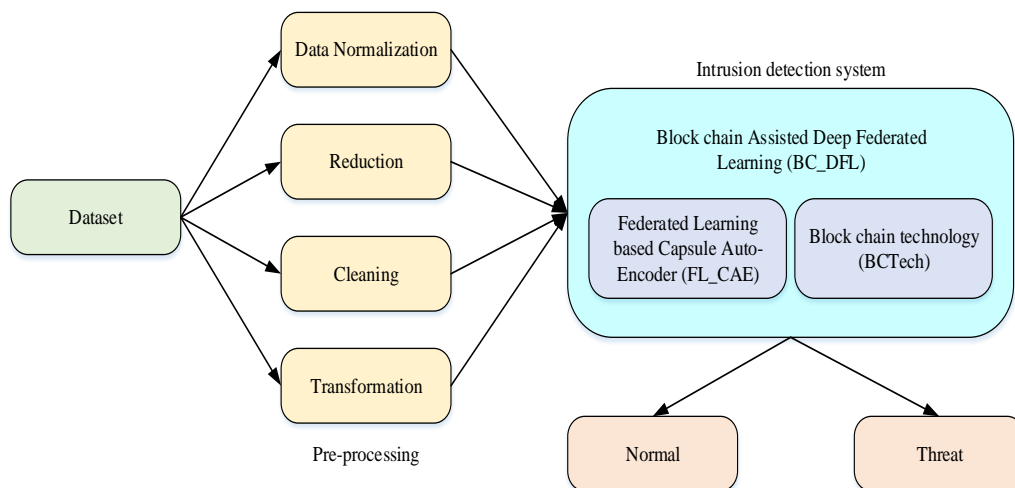 Dataset
Data Normalization
Reduction
Cleaning
Transformation
Pre-processing
Intrusion detection system
Block chain Assisted Deep Federated
Learning (BC_DFL)
Federated Learning
based Capsule Auto-
Encoder (FL_CAE)
Block chain technology
(BCTech)
Normal
Threat